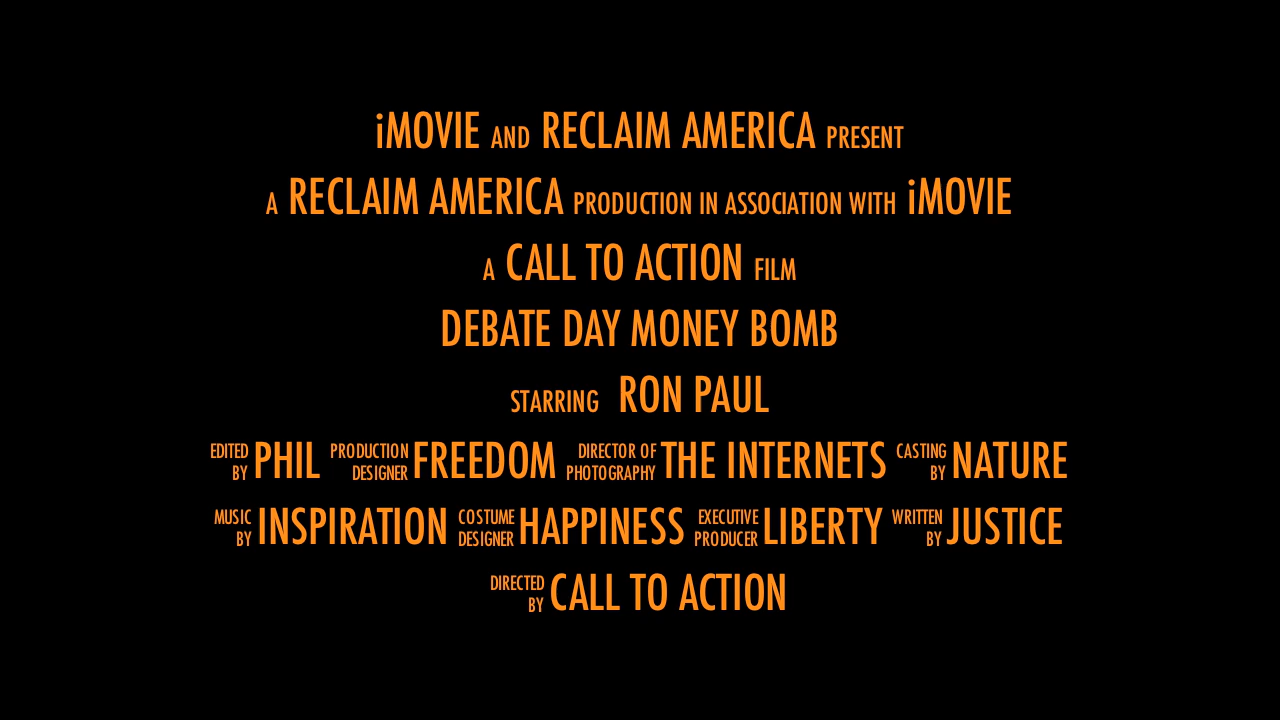 iMOVIE AND RECLAIM AMERICA PRESENT
A RECLAIM AMERICA PRODUCTION IN ASSOCIATION WITH iMOVIE
A CALL TO ACTION FILM
DEBATE DAY MONEY BOMB
STARRING RON PAUL
EDITED BY PHIL PRODUCTION DESIGNER FREEDOM DIRECTOR OF PHOTOGRAPHY THE INTERNETS CASTING BY NATURE
MUSIC BY INSPIRATION COSTUME DESIGNER HAPPINESS EXECUTIVE PRODUCER LIBERTY WRITTEN BY JUSTICE
DIRECTED BY CALL TO ACTION